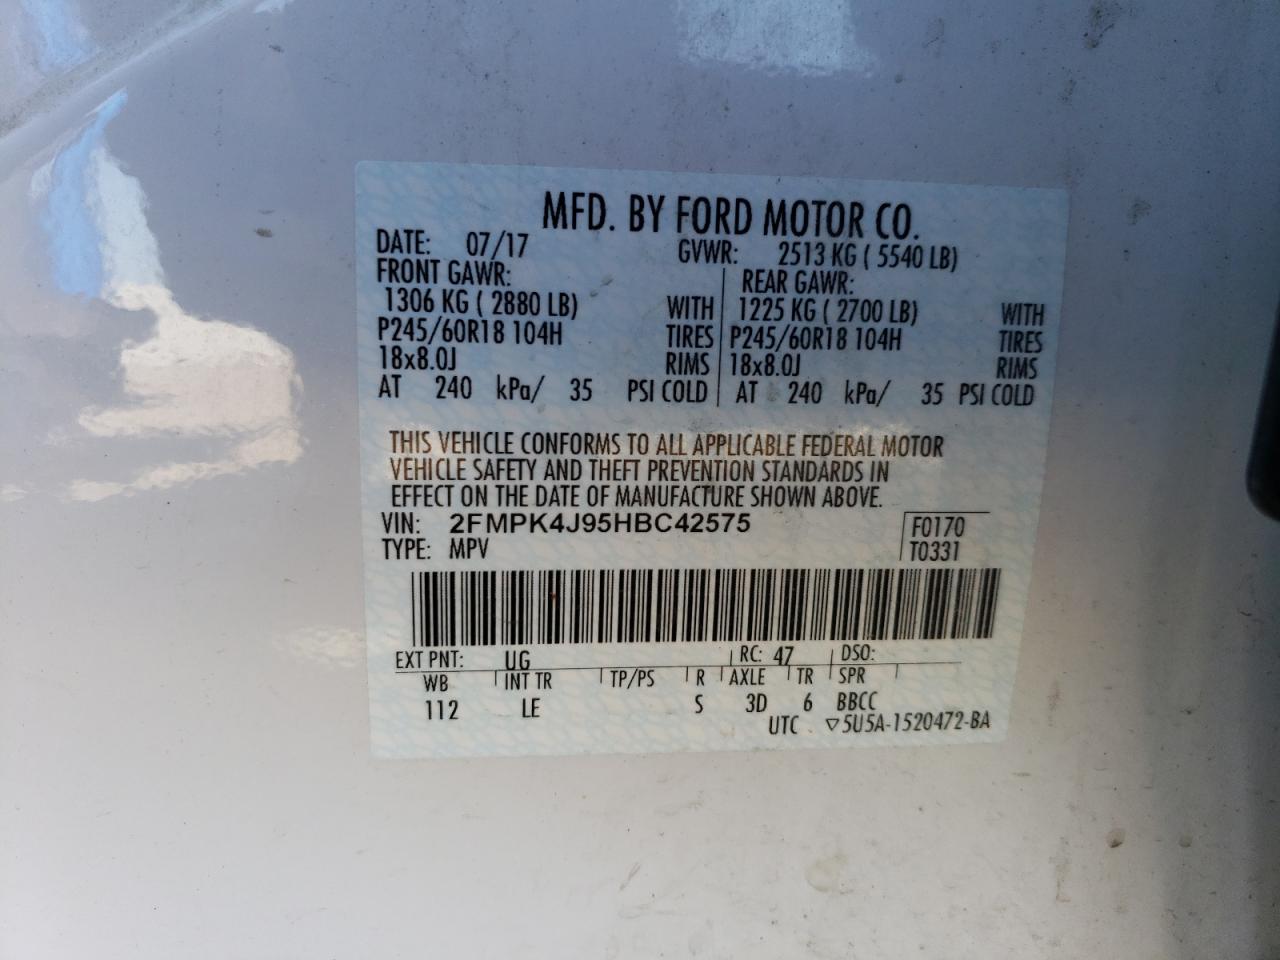 MFD. BY FORD MOTOR CO.
DATE: 07/17 GVWR: 2513 KG ( 5540 LB)
FRONT GAWR: REAR GAWR:
1306 KG ( 2880 LB) WITH 1225 KG ( 2700 LB) WITH
P245/60R18 104H TIRES P245/60R18 104H TIRES
18x8.0J RIMS 18x8.0J RIMS
AT 240 kPa/ 35 PSI COLD AT 240 kPa/ 35 PSI COLD
THIS VEHICLE CONFORMS TO ALL APPLICABLE FEDERAL MOTOR
VEHICLE SAFETY AND THEFT PREVENTION STANDARDS IN
EFFECT ON THE DATE OF MANUFACTURE SHOWN ABOVE.
VIN: 2FMPK4J95HBC42575 F0170
TYPE: MPV T0331
EXT PNT: UG RC: 47 DSO:
WB INT TR TP/PS R AXLE TR SPR
112 LE S 3D 6 BBCC
UTC ▽5U5A-1520472-BA